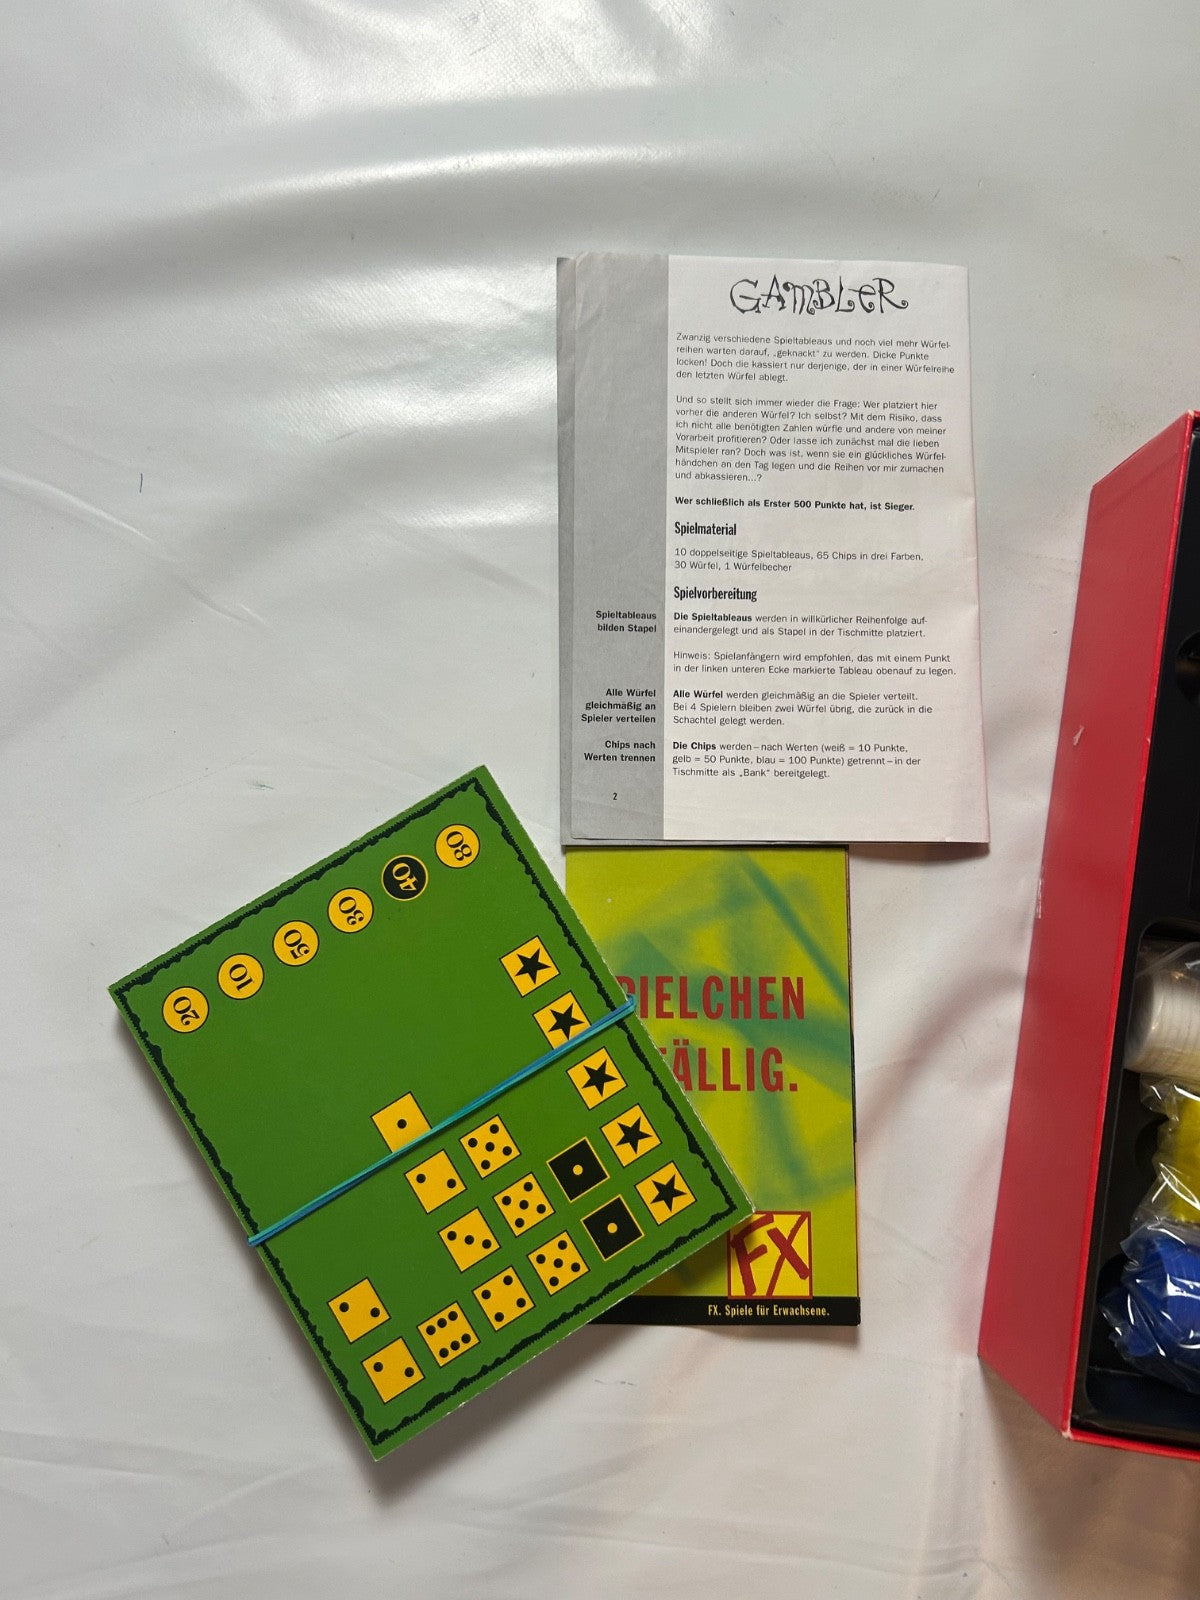 GAMBLER
Zwanzig verschiedene Spieltableaus und noch viel mehr Würfel-
reihen warten darauf, „geknackt" zu werden. Dicke Punkte
locken! Doch die kassiert nur derjenige, der in einer Würfelreihe
den letzten Würfel ablegt.
Und so stellt sich immer wieder die Frage: Wer platziert hier
vorher die anderen Würfel? Ich selbst? Mit dem Risiko, dass
ich nicht alle benötigten Zahlen würfle und andere von meiner
Vorarbeit profitieren? Oder lasse ich zunächst mal die lieben
Mitspieler ran? Doch was ist, wenn sie ein glückliches Würfel-
händchen an den Tag legen und die Reihen vor mir zumachen
und abkassieren...?
Wer schließlich als Erster 500 Punkte hat, ist Sieger.
Spielmaterial
10 doppelseitige Spieltableaus, 65 Chips in drei Farben,
30 Würfel, 1 Würfelbecher
Spielvorbereitung
Spieltableaus
bilden Stapel
Die Spieltableaus werden in willkürlicher Reihenfolge auf-
einandergelegt und als Stapel in der Tischmitte platziert.
Hinweis: Spielanfängern wird empfohlen, das mit einem Punkt
in der linken unteren Ecke markierte Tableau obenauf zu legen.
Alle Würfel
gleichmäßig an
Spieler verteilen
Alle Würfel werden gleichmäßig an die Spieler verteilt.
Bei 4 Spielern bleiben zwei Würfel übrig, die zurück in die
Schachtel gelegt werden.
Chips nach
Werten trennen
Die Chips werden – nach Werten (weiß = 10 Punkte,
gelb = 50 Punkte, blau = 100 Punkte) getrennt – in der
Tischmitte als „Bank" bereitgelegt.
2
20
10
50
30
40
80
PIELCHEN
FÄLLIG.
FX
FX. Spiele für Erwachsene.